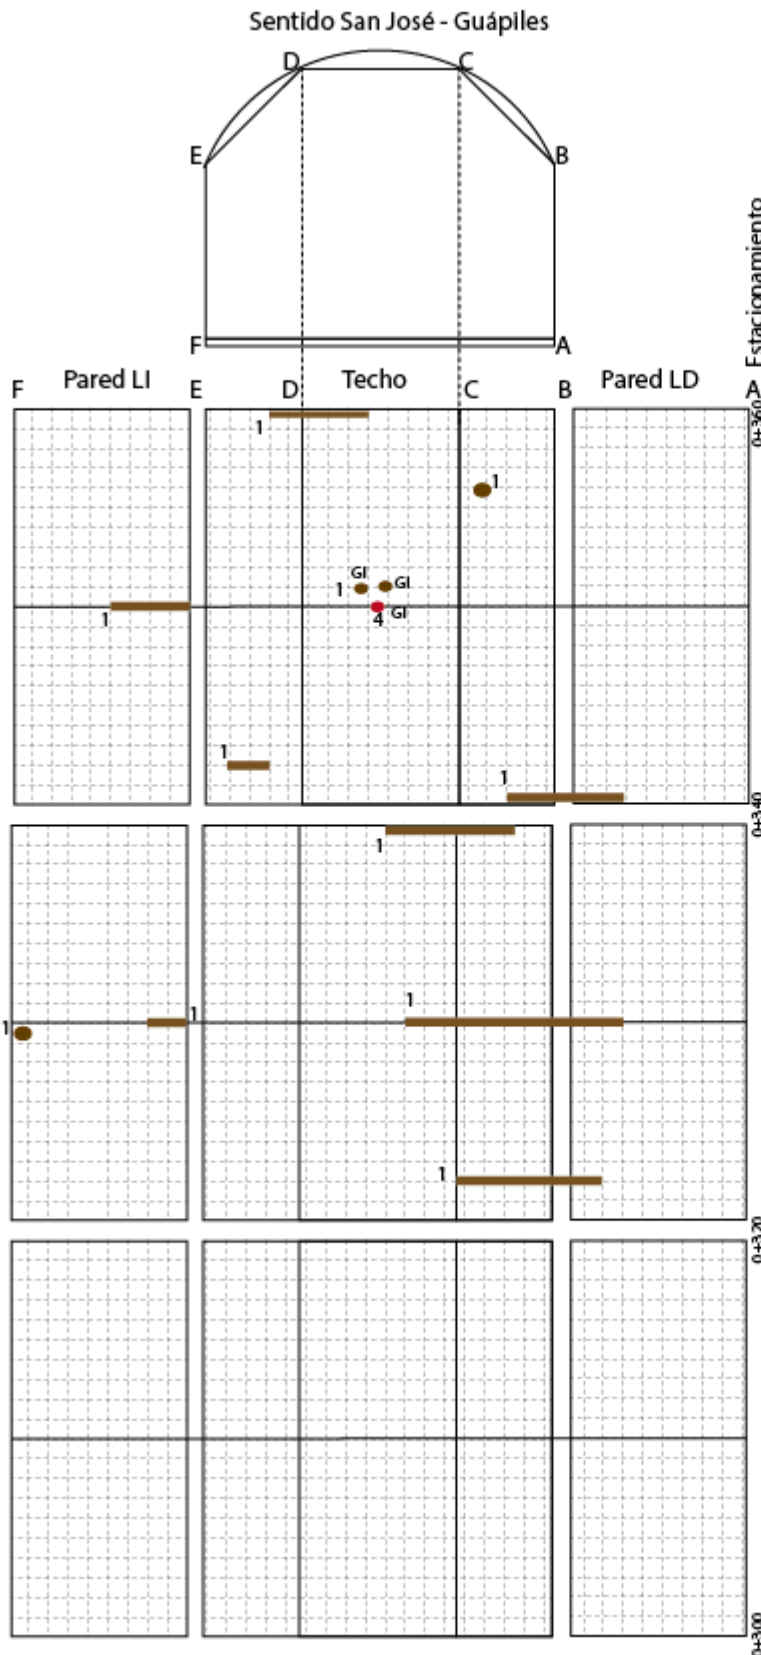 Sentido San José - Guápiles
D C
E B
F A
Estacionamiento
F Pared LI E D Techo C B Pared LD A
0+360
1
1
GI
1 GI
1 4 GI
1
1
0+340
1
1
1 1
1
0+320
0+300